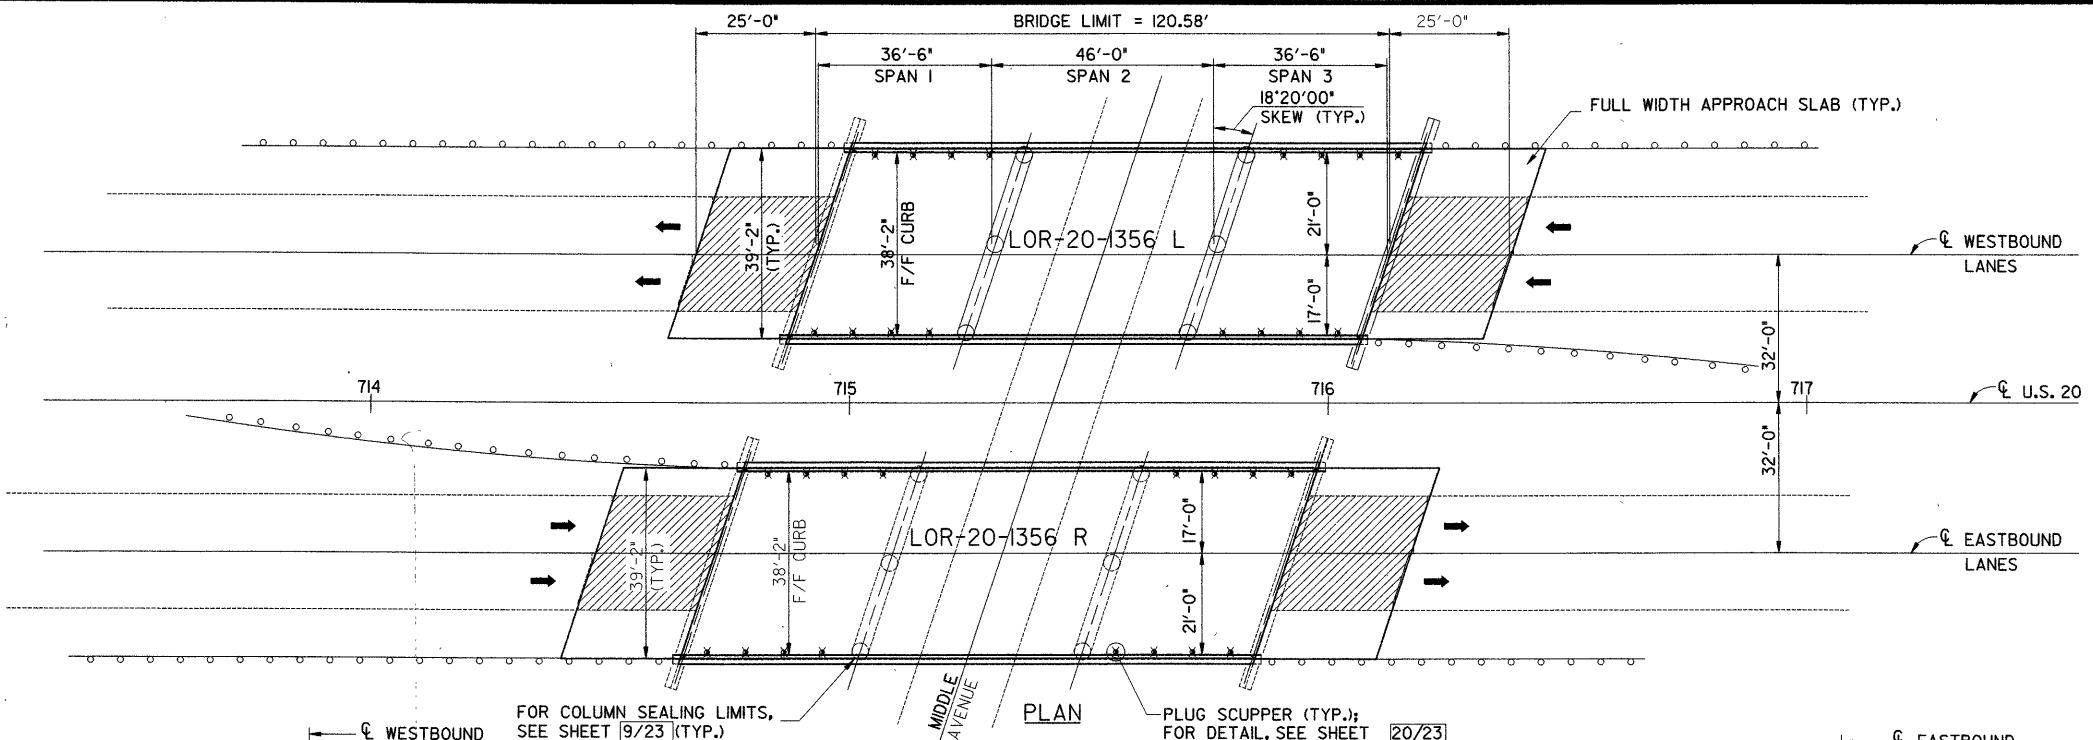 25'-0" BRIDGE LIMIT = 120.58' 25'-0"
36'-6" 46'-0" 36'-6"
SPAN 1 SPAN 2 SPAN 3
18°20'00"
SKEW (TYP.)
FULL WIDTH APPROACH SLAB (TYP.)
39'-2"
(TYP.)
38'-2"
F/F CURB
LOR-20-1356 L
21'-0"
17'-0"
℄ WESTBOUND
LANES
32'-0"
714 715 716 717
℄ U.S. 20
32'-0"
39'-2"
(TYP.)
38'-2"
F/F CURB
LOR-20-1356 R
17'-0"
21'-0"
℄ EASTBOUND
LANES
FOR COLUMN SEALING LIMITS,
SEE SHEET 9/23 (TYP.)
MIDDLE
AVENUE
PLAN
PLUG SCUPPER (TYP.);
FOR DETAIL, SEE SHEET 20/23
℄ WESTBOUND
℄ EASTBOUND